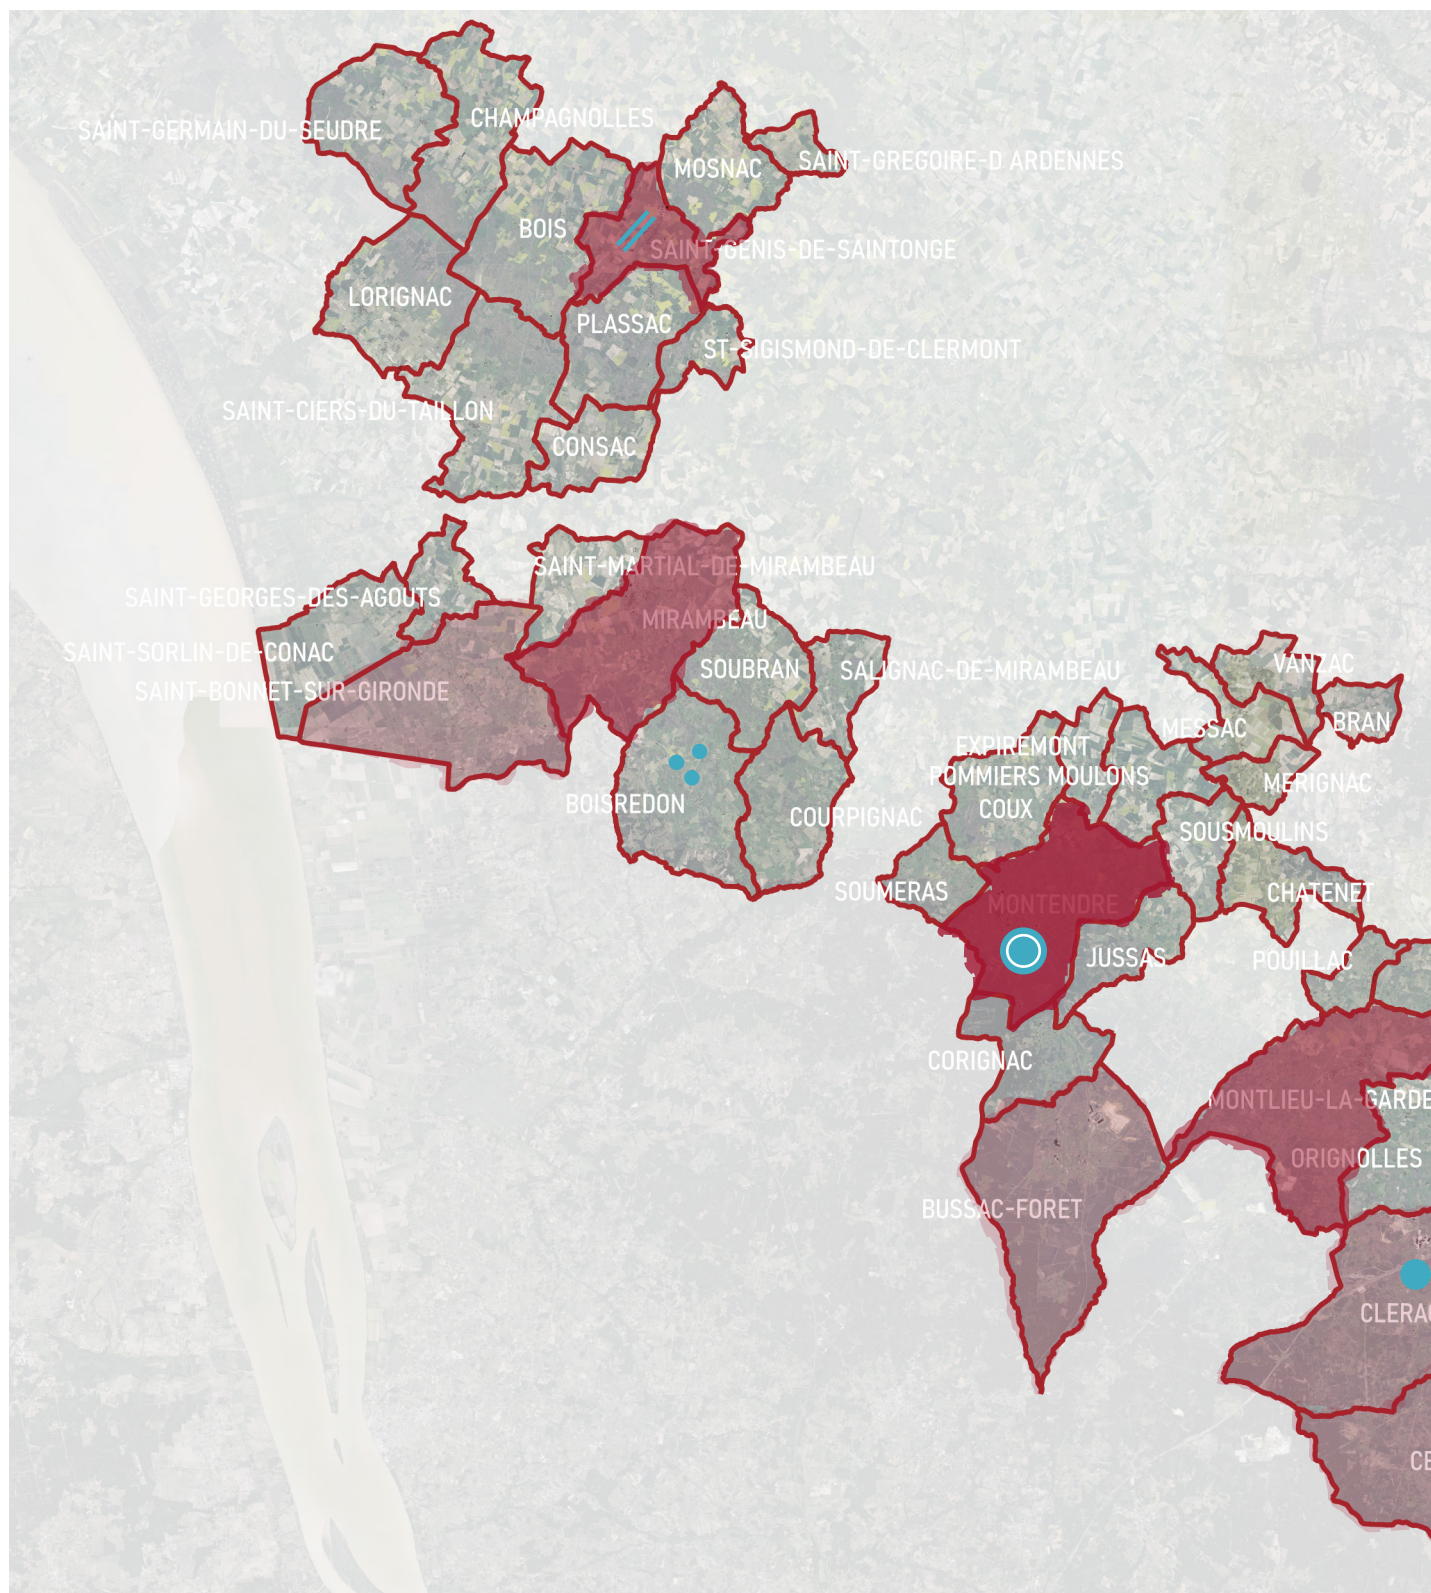 CHAMPAGNOLLES
SAINT-GERMAIN-DU-SEUDRE
SAINT-GREGOIRE-D ARDENNES
MOSNAC
BOIS
SAINT-GENIS-DE-SAINTONGE
LORIGNAC
PLASSAC
ST-SIGISMOND-DE-CLERMONT
SAINT-CIERS-DU-TAILLON
CONSAC
SAINT-MARTIAL-DE-MIRAMBEAU
SAINT-GEORGES-DES-AGOUTS
MIRAMBEAU
SAINT-SORLIN-DE-CONAC
VANZAC
SOUBRAN
SALIGNAC-DE-MIRAMBEAU
SAINT-BONNET-SUR-GIRONDE
BRAN
MESSAC
EXPIREMONT
POMMIERS MOULONS
MERIGNAC
BOISREDON
COUX
COURPIGNAC
SOUSMOULINS
SOUMERAS
CHATENET
MONTENDRE
JUSSAS
POUILLAC
CORIGNAC
MONTLIEU-LA-GARDE
ORIGNOLLES
BUSSAC-FORET
CLERAC
CE